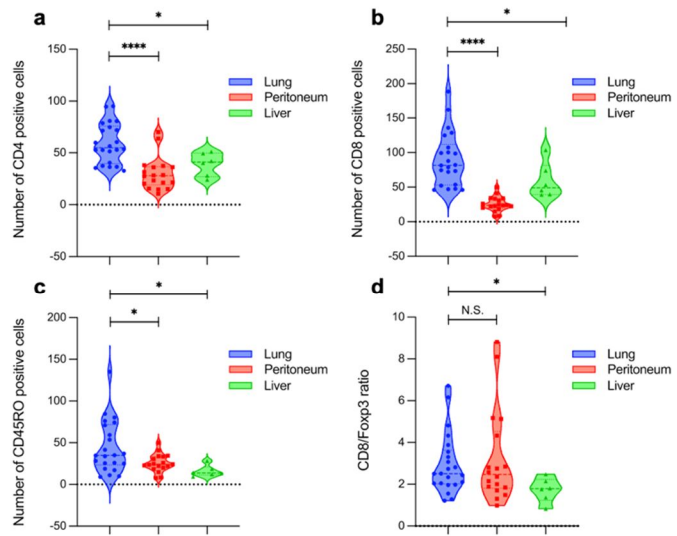 a
*
****
Number of CD4 positive cells
150
100
50
0
-50
Lung
Peritoneum
Liver
b
*
****
Number of CD8 positive cells
250
200
150
100
50
0
-50
Lung
Peritoneum
Liver
c
*
*
Number of CD45RO positive cells
200
150
100
50
0
-50
Lung
Peritoneum
Liver
d
*
N.S.
CD8/Foxp3 ratio
10
8
6
4
2
0
Lung
Peritoneum
Liver